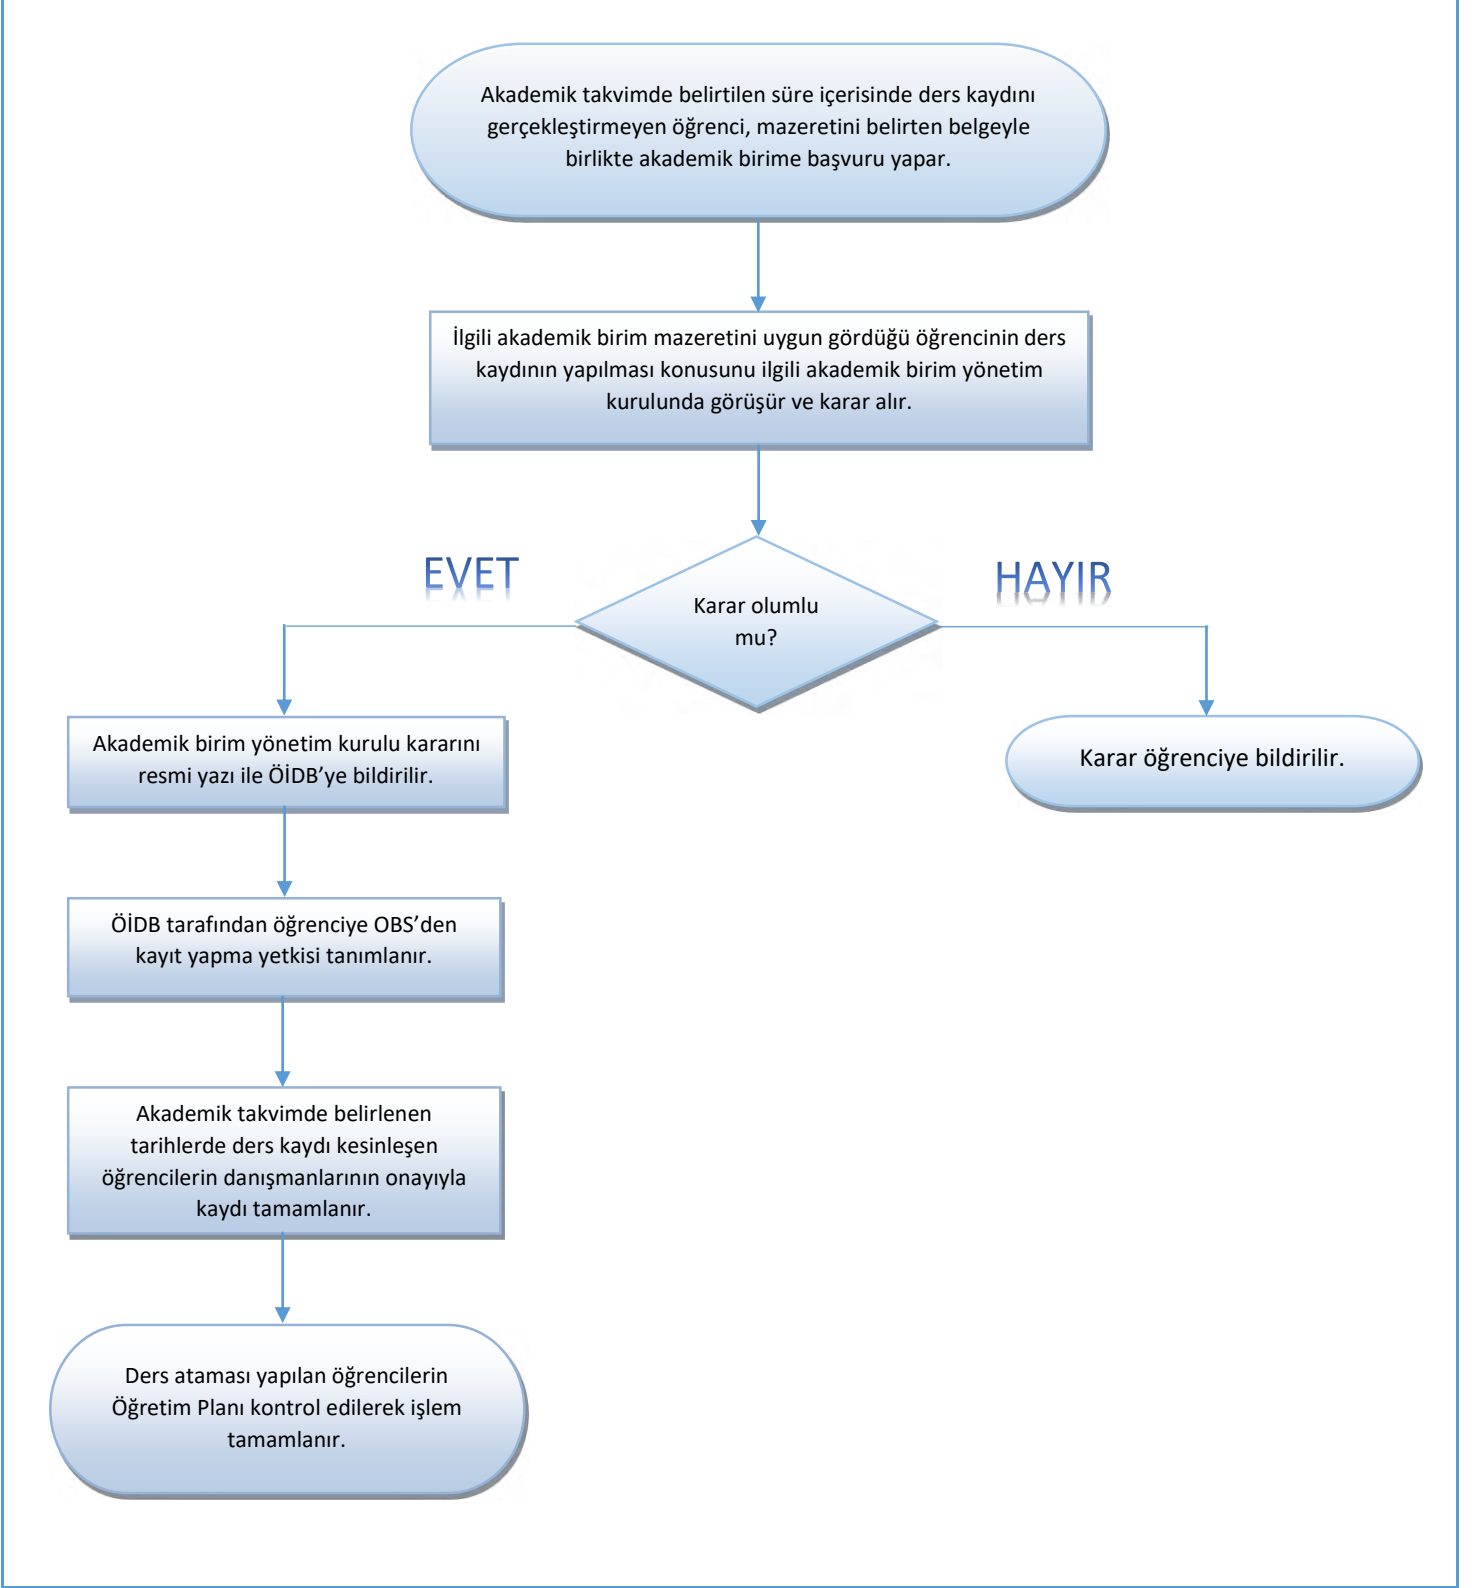 Akademik takvimde belirtilen süre içerisinde ders kaydını
gerçekleştirmeyen öğrenci, mazeretini belirten belgeyle
birlikte akademik birime başvuru yapar.
İlgili akademik birim mazeretini uygun gördüğü öğrencinin ders
kaydının yapılması konusunu ilgili akademik birim yönetim
kurulunda görüşür ve karar alır.
EVET
HAYIR
Karar olumlu
mu?
Akademik birim yönetim kurulu kararını
resmi yazı ile ÖİDB’ye bildirilir.
Karar öğrenciye bildirilir.
ÖİDB tarafından öğrenciye OBS’den
kayıt yapma yetkisi tanımlanır.
Akademik takvimde belirlenen
tarihlerde ders kaydı kesinleşen
öğrencilerin danışmanlarının onayıyla
kaydı tamamlanır.
Ders ataması yapılan öğrencilerin
Öğretim Planı kontrol edilerek işlem
tamamlanır.